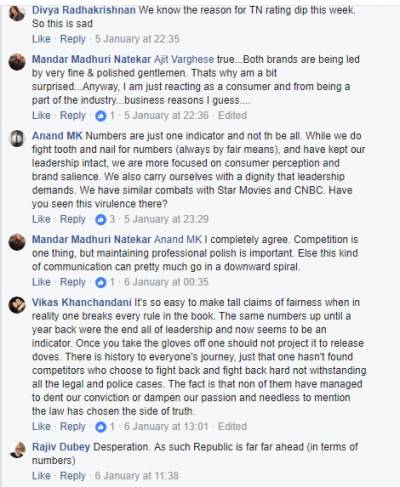 Divya Radhakrishnan We know the reason for TN rating dip this week.
So this is sad
Like · Reply · 5 January at 22:35
Mandar Madhuri Natekar Ajit Varghese true...Both brands are being led
by very fine & polished gentlemen. Thats why am a bit
surprised...Anyway, I am just reacting as a consumer and from being a
part of the industry...business reasons I guess....
Like · Reply · 1 · 5 January at 22:36 · Edited
Anand MK Numbers are just one indicator and not th be all. While we do
fight tooth and nail for numbers (always by fair means), and have kept our
leadership intact, we are more focused on consumer perception and
brand salience. We also carry ourselves with a dignity that leadership
demands. We have similar combats with Star Movies and CNBC. Have
you seen this virulence there?
Like · Reply · 3 · 5 January at 23:29
Mandar Madhuri Natekar Anand MK I completely agree. Competition is
one thing, but maintaining professional polish is important. Else this kind
of communication can pretty much go in a downward spiral.
Like · Reply · 1 · 6 January at 00:35
Vikas Khanchandani It's so easy to make tall claims of fairness when in
reality one breaks every rule in the book. The same numbers up until a
year back were the end all of leadership and now seems to be an
indicator. Once you take the gloves off one should not project it to release
doves. There is history to everyone's journey, just that one hasn't found
competitors who choose to fight back and fight back hard not withstanding
all the legal and police cases. The fact is that non of them have managed
to dent our conviction or dampen our passion and needless to mention
the law has chosen the side of truth.
Like · Reply · 1 · 6 January at 13:01 · Edited
Rajiv Dubey Desperation. As such Republic is far far ahead (in terms of
numbers)
Like · Reply · 6 January at 11:38